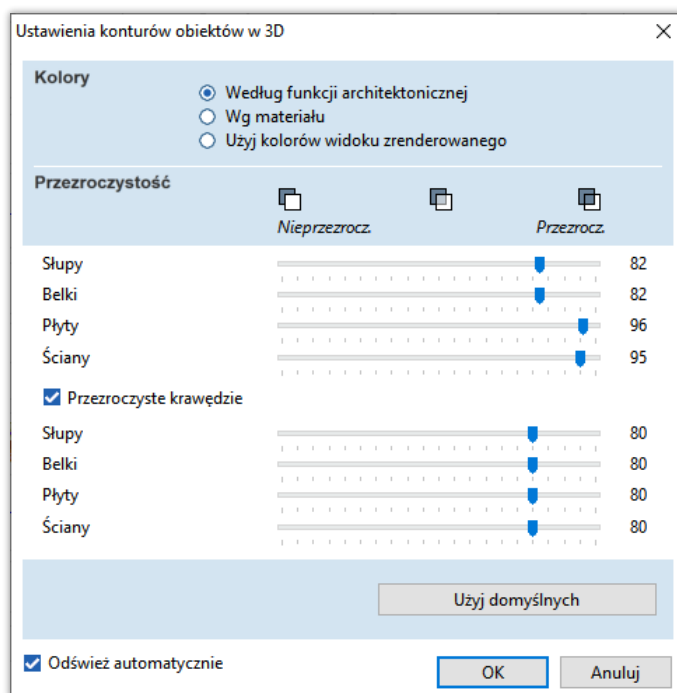 Ustawienia konturów obiektów w 3D
Kolory
Według funkcji architektonicznej
Wg materiału
Użyj kolorów widoku zrenderowanego
Przezroczystość
Nieprzezrocz. Przezrocz.
Słupy 82
Belki 82
Płyty 96
Ściany 95
Przezroczyste krawędzie
Słupy 80
Belki 80
Płyty 80
Ściany 80
Użyj domyślnych
Odśwież automatycznie
OK Anuluj